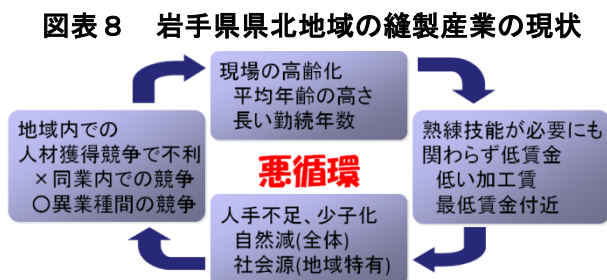 図表８　岩手県県北地域の縫製産業の現状
現場の高齢化
平均年齢の高さ
長い勤続年数
熟練技能が必要にも
関わらず低賃金
低い加工賃
最低賃金付近
人手不足、少子化
自然減(全体)
社会源(地域特有)
地域内での
人材獲得競争で不利
×同業内での競争
〇異業種間の競争
悪循環